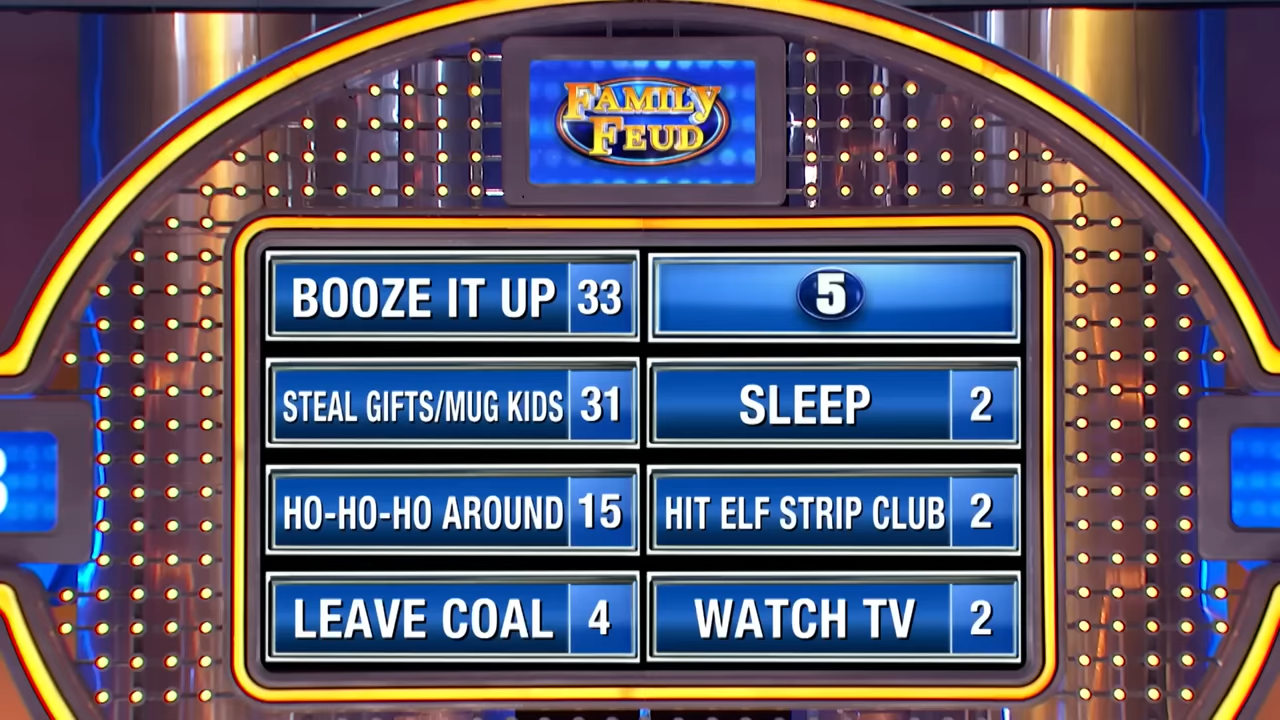 FAMILY
FEUD
BOOZE IT UP 33
STEAL GIFTS/MUG KIDS 31
HO-HO-HO AROUND 15
LEAVE COAL 4
5
SLEEP 2
HIT ELF STRIP CLUB 2
WATCH TV 2